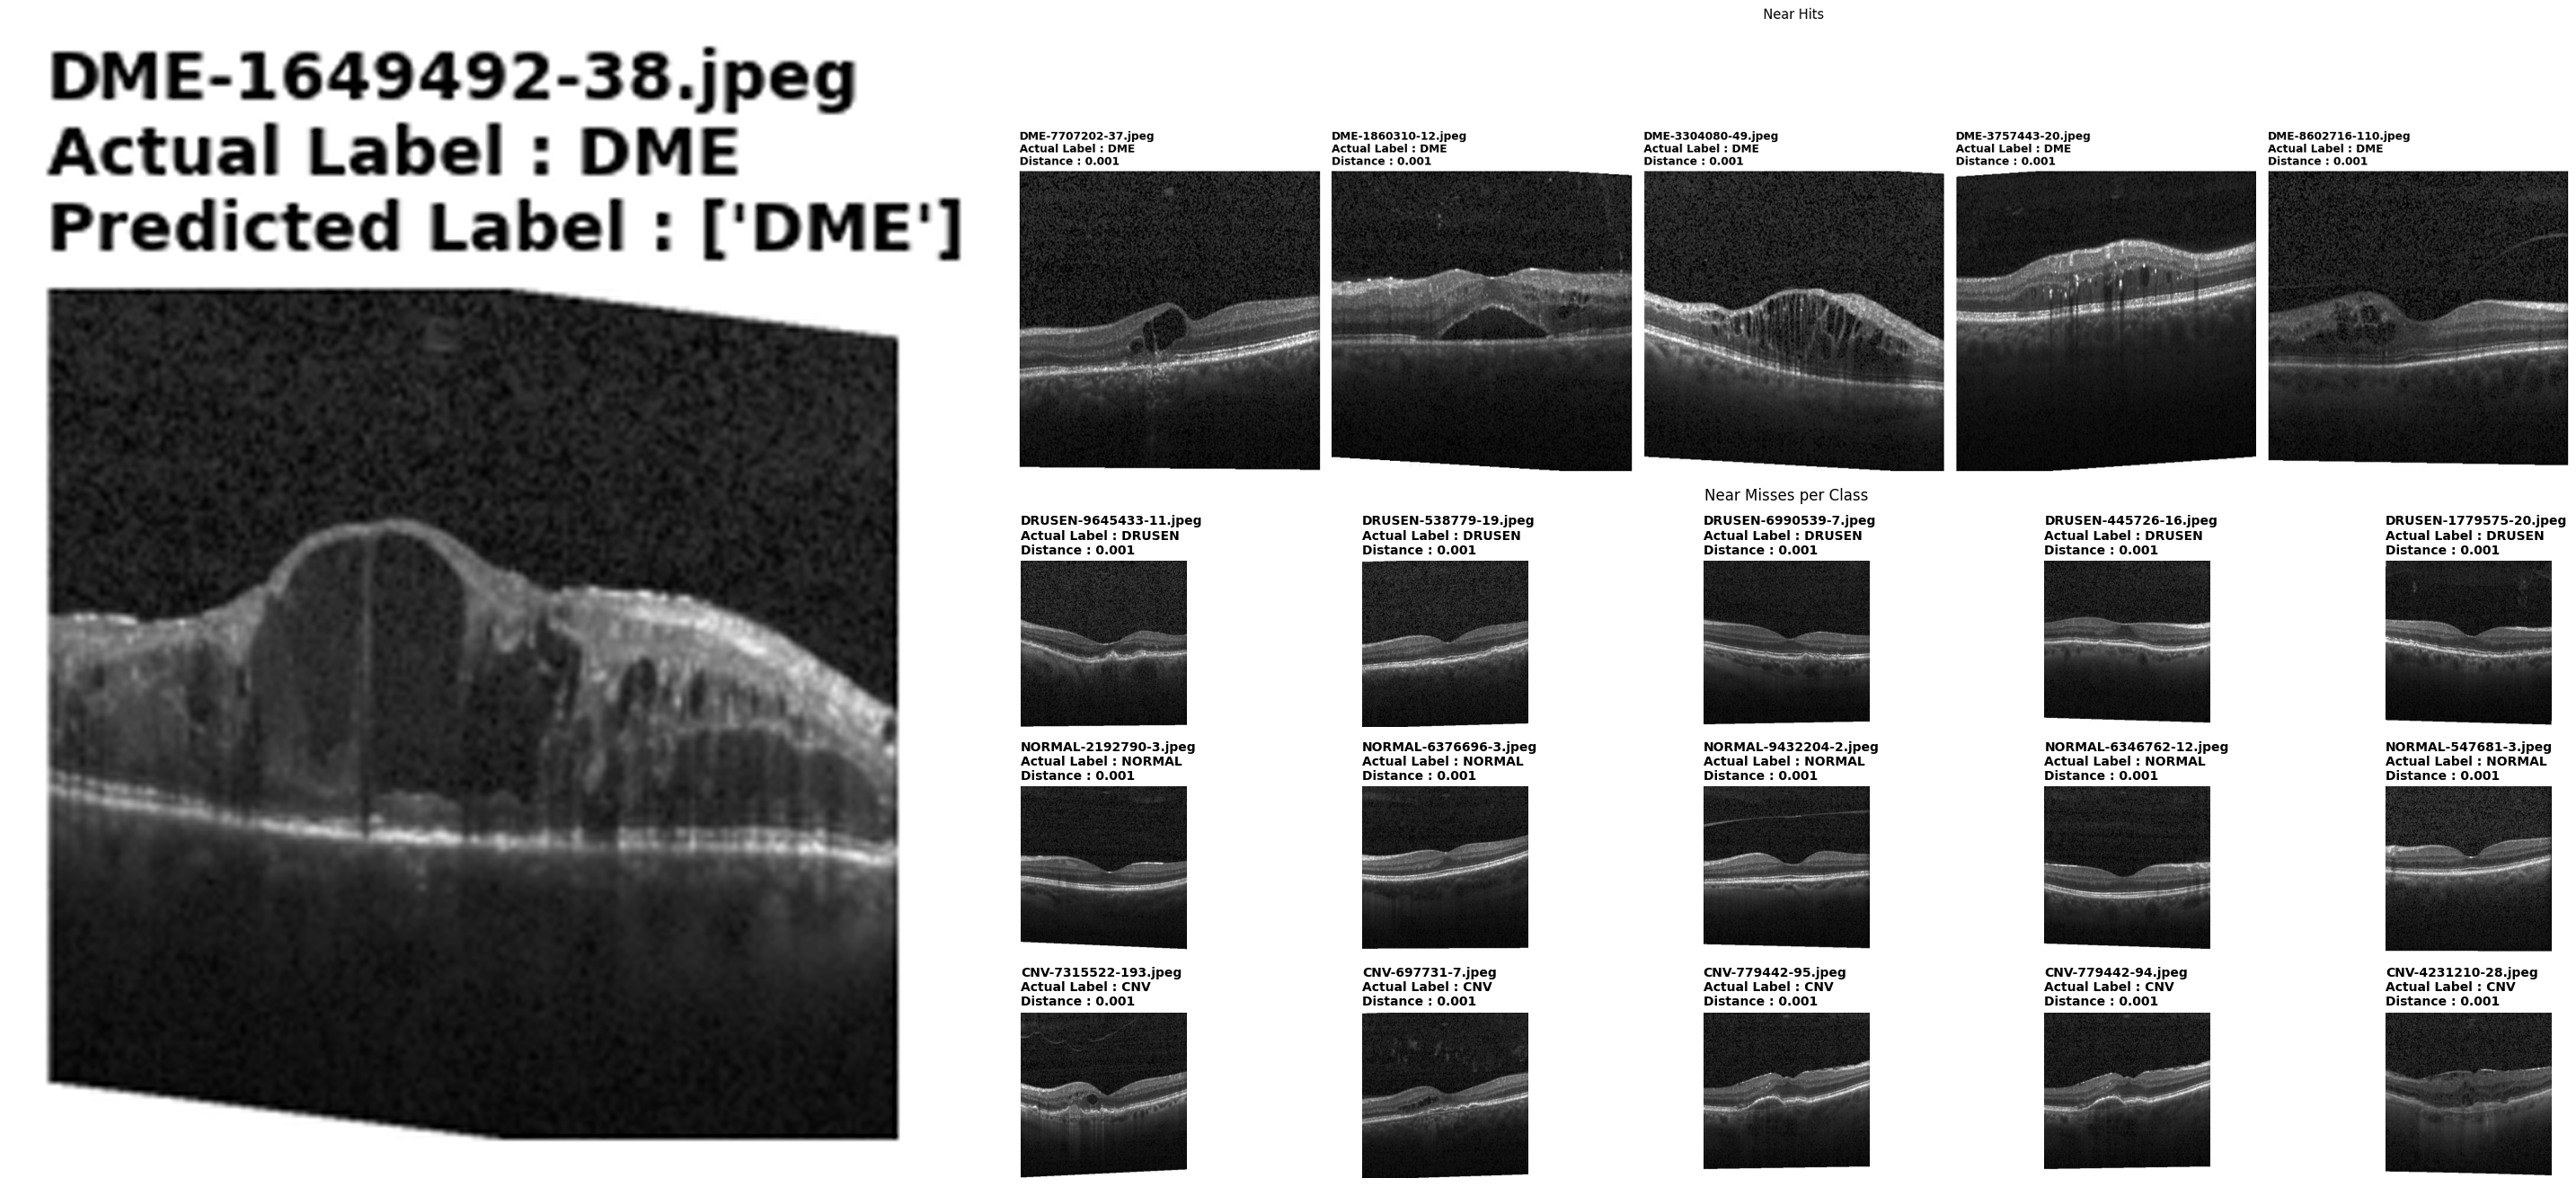 DME-1649492-38.jpeg
Actual Label : DME
Predicted Label : ['DME']
Near Hits
DME-7707202-37.jpeg
Actual Label : DME
Distance : 0.001
DME-1860310-12.jpeg
Actual Label : DME
Distance : 0.001
DME-3304080-49.jpeg
Actual Label : DME
Distance : 0.001
DME-3757443-20.jpeg
Actual Label : DME
Distance : 0.001
DME-8602716-110.jpeg
Actual Label : DME
Distance : 0.001
Near Misses per Class
DRUSEN-9645433-11.jpeg
Actual Label : DRUSEN
Distance : 0.001
DRUSEN-538779-19.jpeg
Actual Label : DRUSEN
Distance : 0.001
DRUSEN-6990539-7.jpeg
Actual Label : DRUSEN
Distance : 0.001
DRUSEN-445726-16.jpeg
Actual Label : DRUSEN
Distance : 0.001
DRUSEN-1779575-20.jpeg
Actual Label : DRUSEN
Distance : 0.001
NORMAL-2192790-3.jpeg
Actual Label : NORMAL
Distance : 0.001
NORMAL-6376696-3.jpeg
Actual Label : NORMAL
Distance : 0.001
NORMAL-9432204-2.jpeg
Actual Label : NORMAL
Distance : 0.001
NORMAL-6346762-12.jpeg
Actual Label : NORMAL
Distance : 0.001
NORMAL-547681-3.jpeg
Actual Label : NORMAL
Distance : 0.001
CNV-7315522-193.jpeg
Actual Label : CNV
Distance : 0.001
CNV-697731-7.jpeg
Actual Label : CNV
Distance : 0.001
CNV-779442-95.jpeg
Actual Label : CNV
Distance : 0.001
CNV-779442-94.jpeg
Actual Label : CNV
Distance : 0.001
CNV-4231210-28.jpeg
Actual Label : CNV
Distance : 0.001